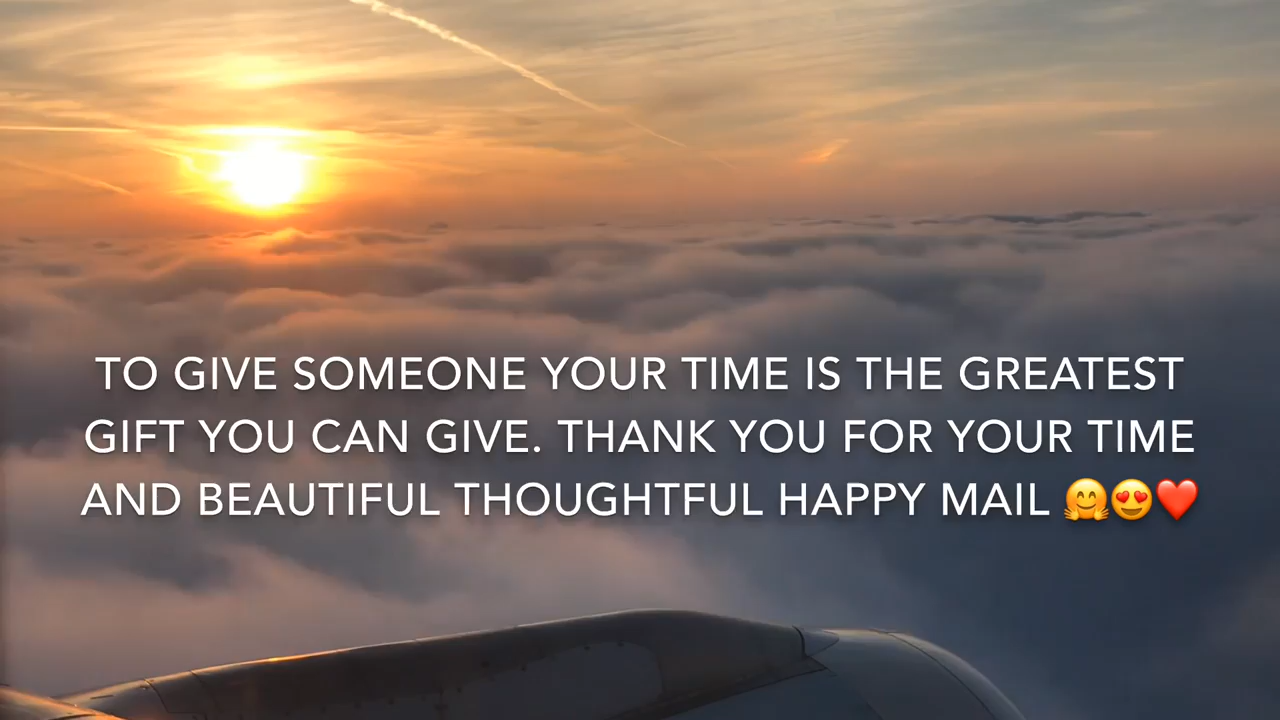 TO GIVE SOMEONE YOUR TIME IS THE GREATEST
GIFT YOU CAN GIVE. THANK YOU FOR YOUR TIME
AND BEAUTIFUL THOUGHTFUL HAPPY MAIL 🤗😍❤️